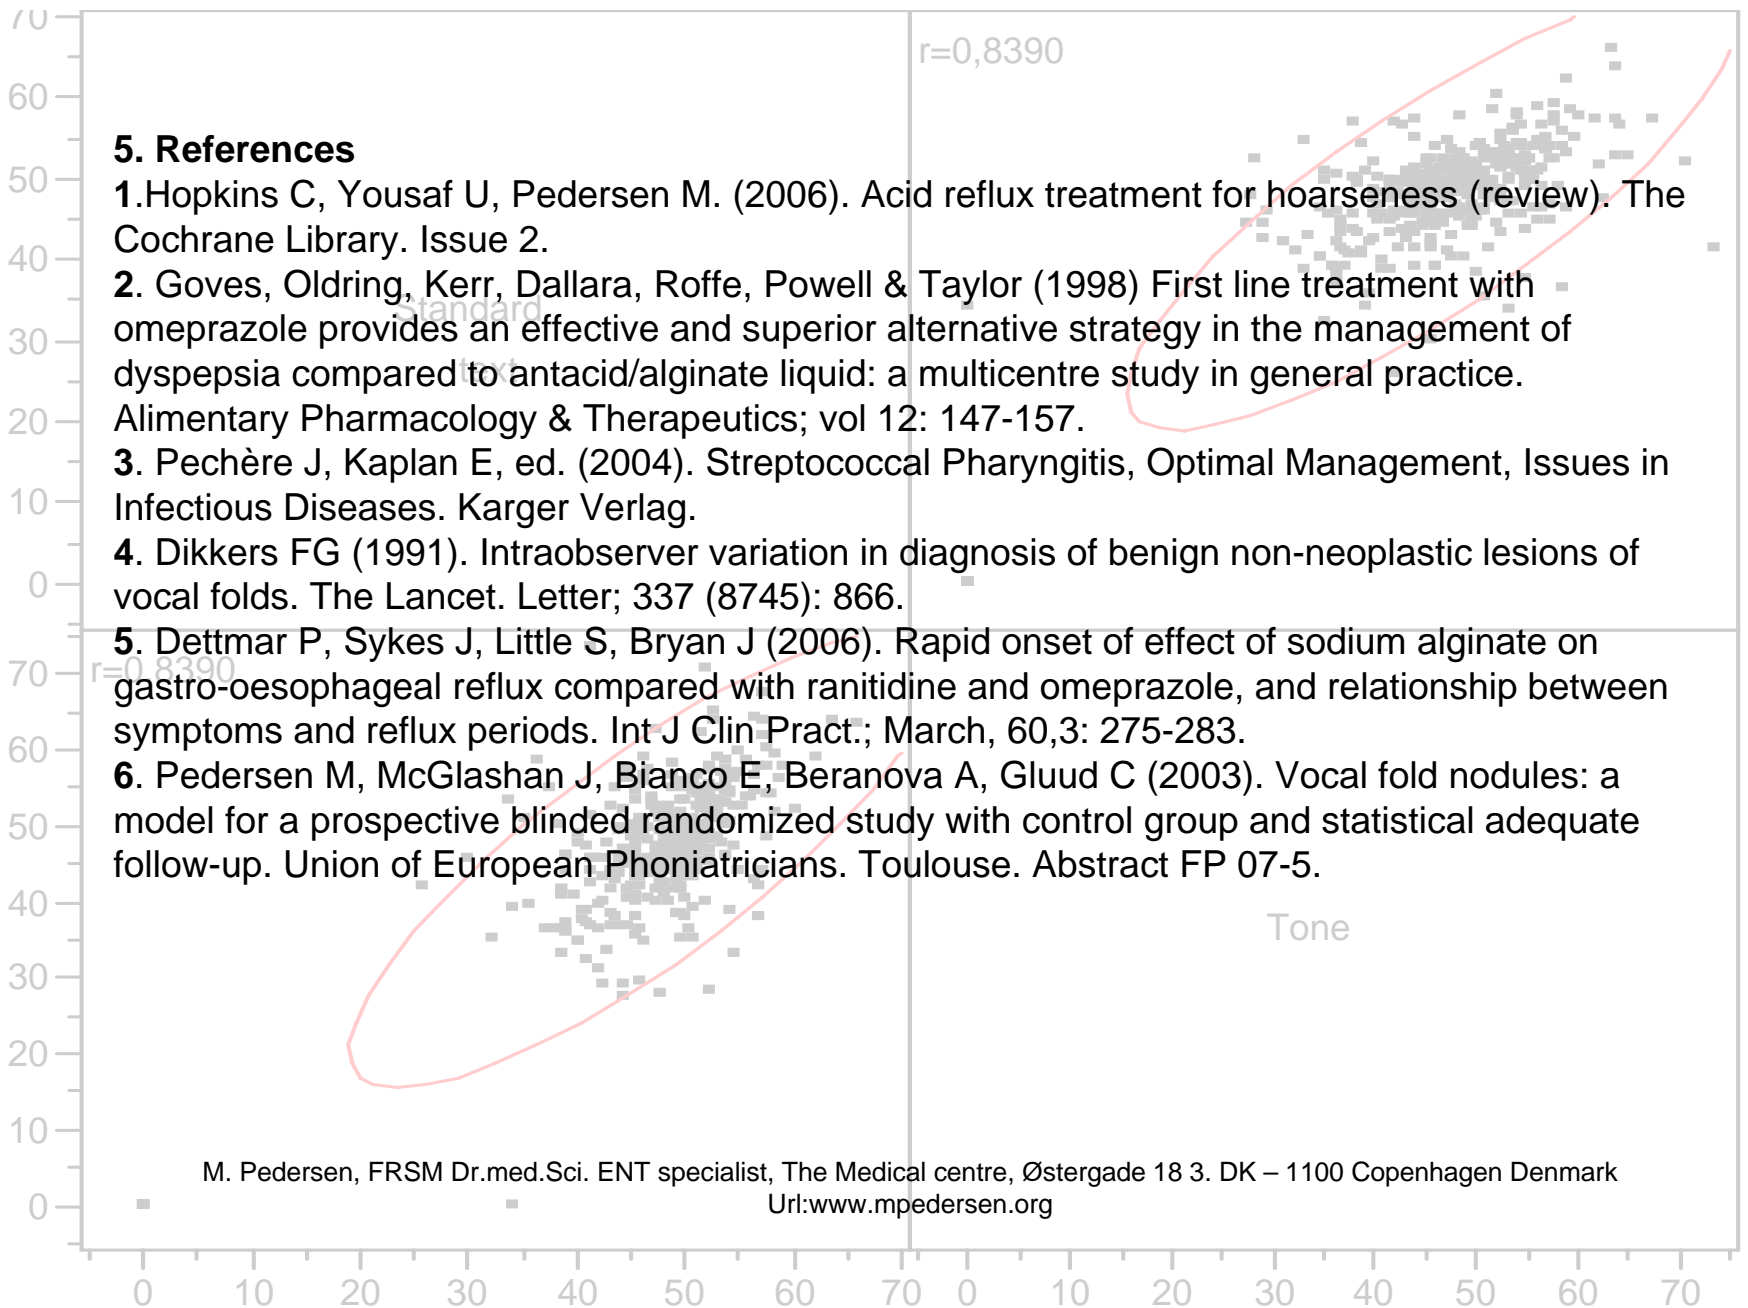 70
r=0,8390
60
5. References
50
1.Hopkins C, Yousaf U, Pedersen M. (2006). Acid reflux treatment for hoarseness (review). The
Cochrane Library. Issue 2.
40
2. Goves, Oldring, Kerr, Dallara, Roffe, Powell & Taylor (1998) First line treatment with
Standard
omeprazole provides an effective and superior alternative strategy in the management of
30
text
dyspepsia compared to antacid/alginate liquid: a multicentre study in general practice.
20
Alimentary Pharmacology & Therapeutics; vol 12: 147-157.
3. Pechère J, Kaplan E, ed. (2004). Streptococcal Pharyngitis, Optimal Management, Issues in
10
Infectious Diseases. Karger Verlag.
4. Dikkers FG (1991). Intraobserver variation in diagnosis of benign non-neoplastic lesions of
0
vocal folds. The Lancet. Letter; 337 (8745): 866.
5. Dettmar P, Sykes J, Little S, Bryan J (2006). Rapid onset of effect of sodium alginate on
70
r=0,8390
gastro-oesophageal reflux compared with ranitidine and omeprazole, and relationship between
symptoms and reflux periods. Int J Clin Pract.; March, 60,3: 275-283.
60
6. Pedersen M, McGlashan J, Bianco E, Beranova A, Gluud C (2003). Vocal fold nodules: a
50
model for a prospective blinded randomized study with control group and statistical adequate
follow-up. Union of European Phoniatricians. Toulouse. Abstract FP 07-5.
40
Tone
30
20
10
M. Pedersen, FRSM Dr.med.Sci. ENT specialist, The Medical centre, Østergade 18 3. DK – 1100 Copenhagen Denmark
0
Url:www.mpedersen.org
0 10 20 30 40 50 60 70 0 10 20 30 40 50 60 70